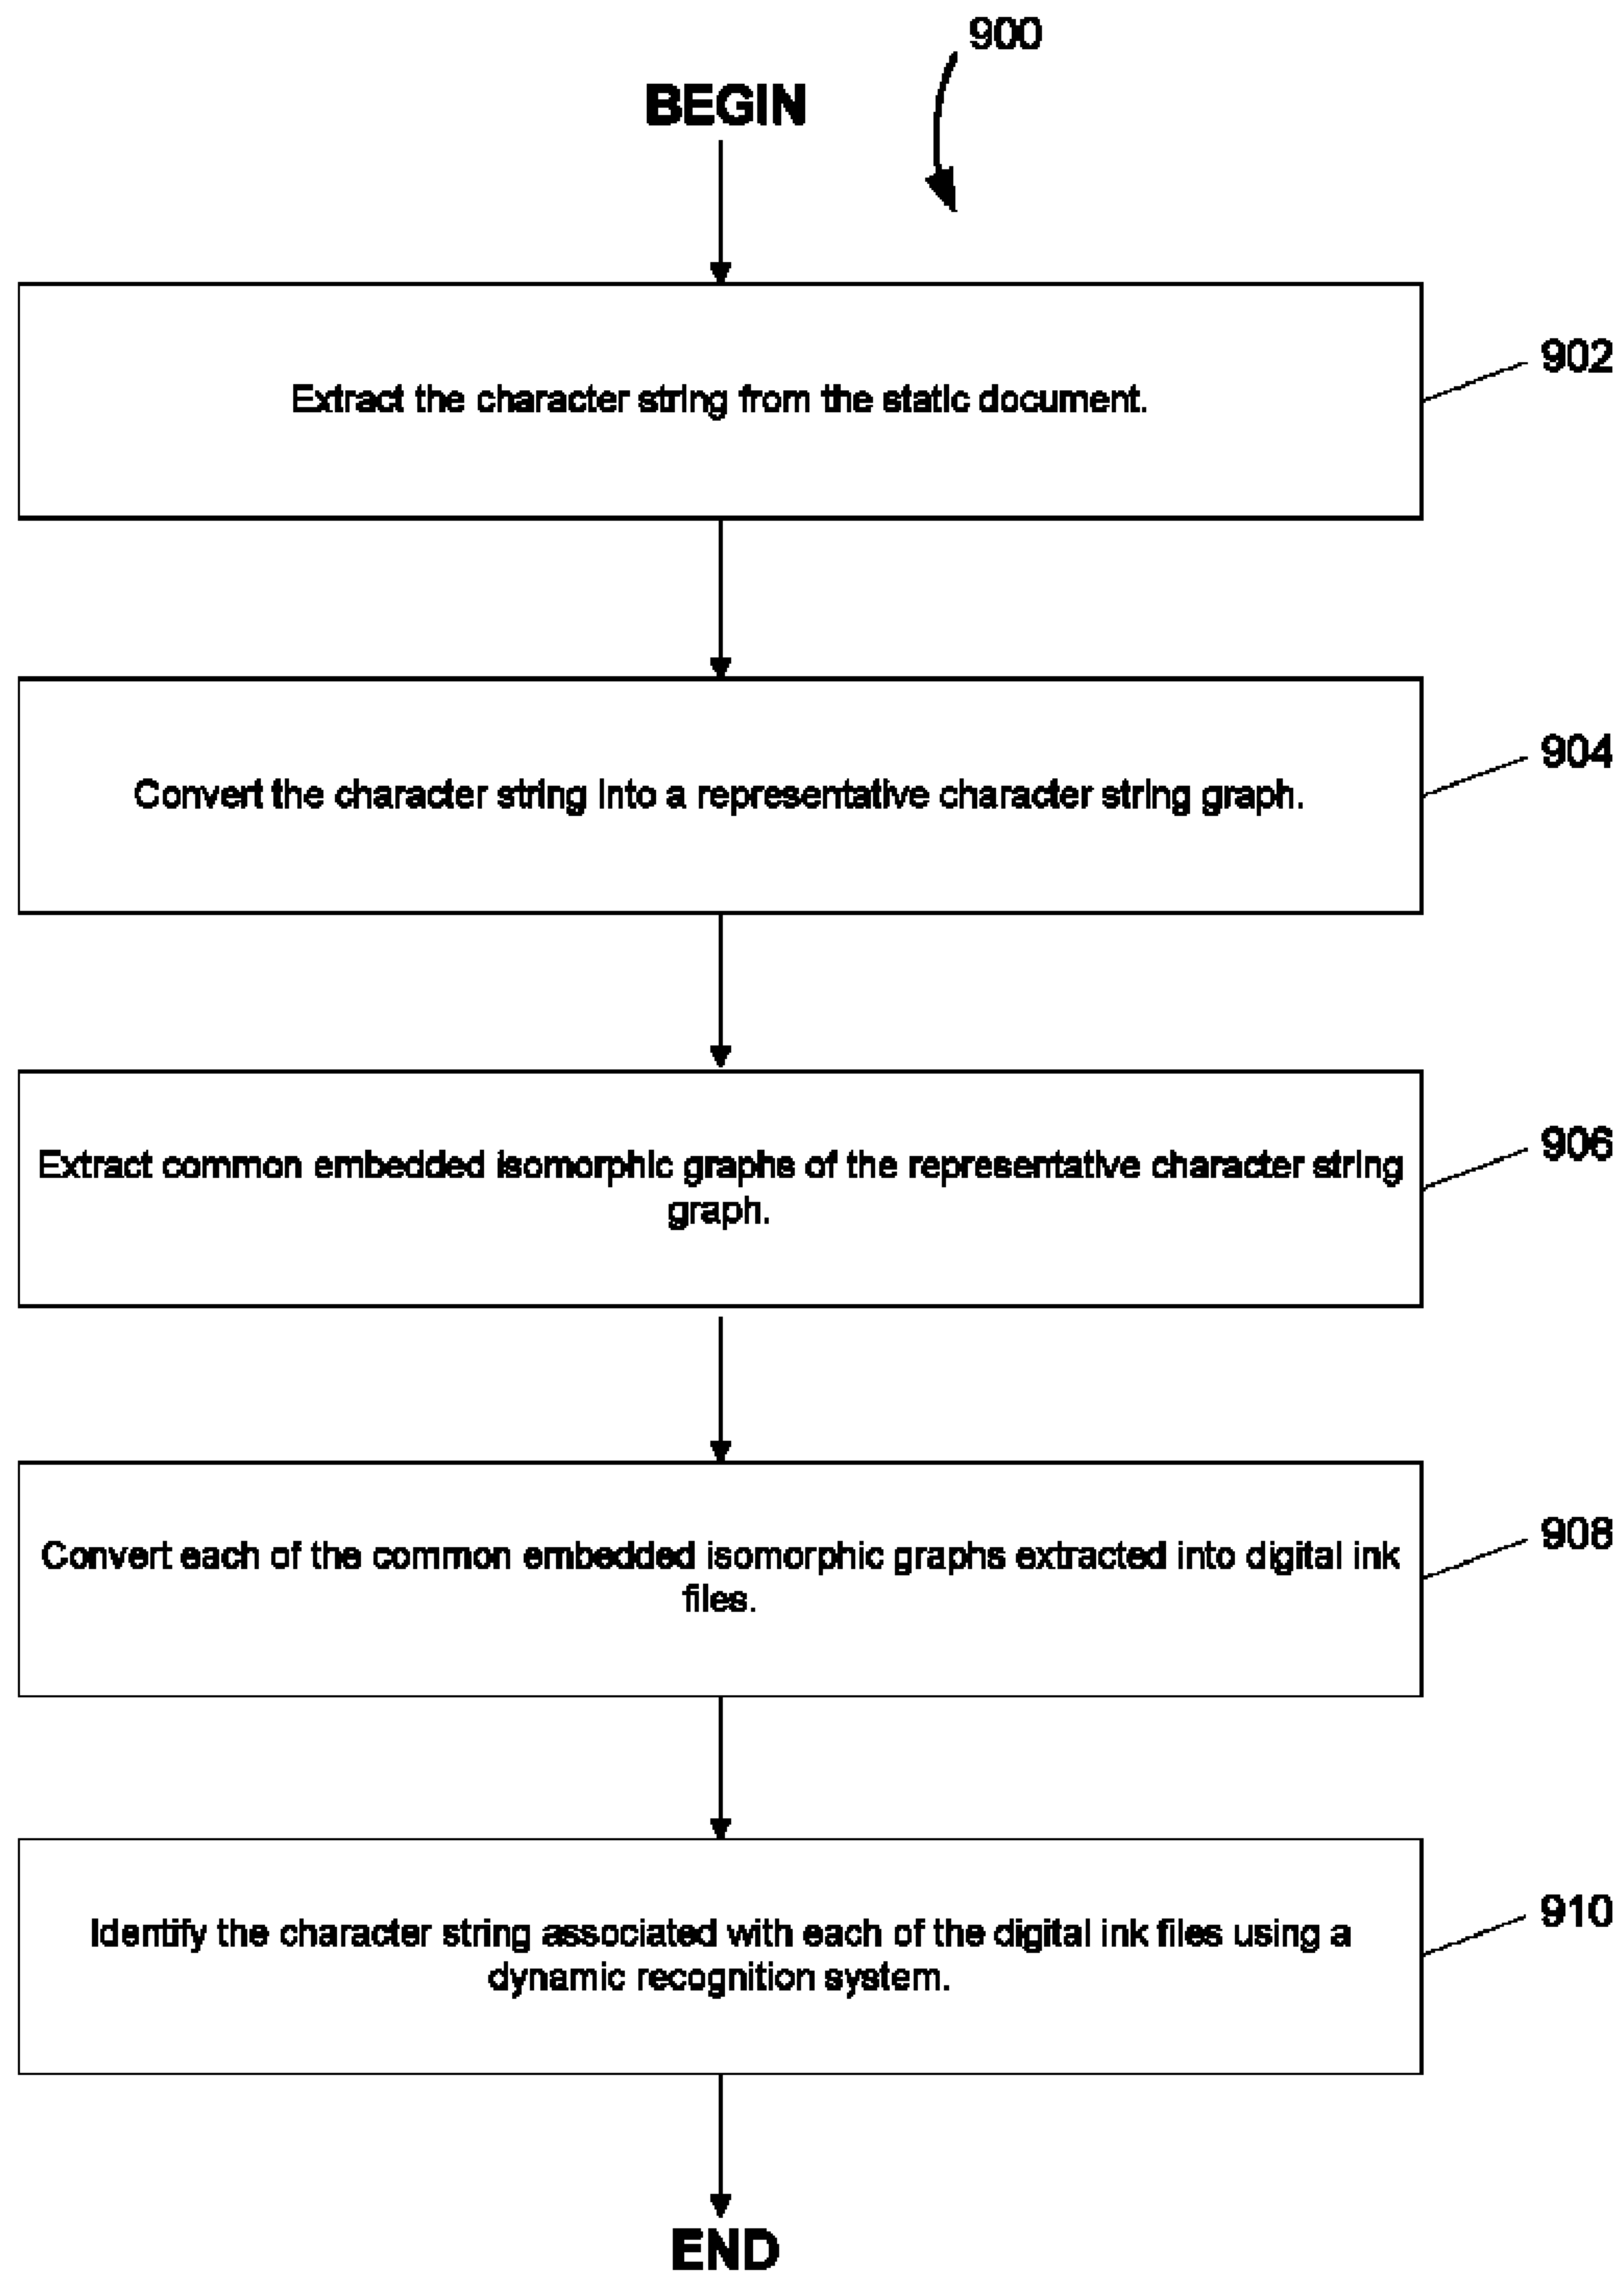 900
BEGIN
902
Extract the character string from the static document.
904
Convert the character string into a representative character string graph.
906
Extract common embedded isomorphic graphs of the representative character string
graph.
908
Convert each of the common embedded isomorphic graphs extracted into digital ink
files.
910
Identify the character string associated with each of the digital ink files using a
dynamic recognition system.
END